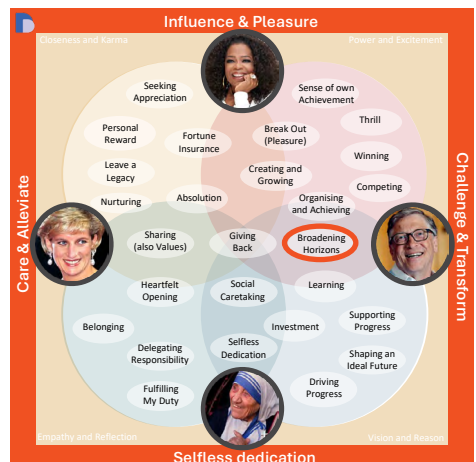 Influence & Pleasure
Closeness and Karma
Power and Excitement
Seeking
Appreciation
Sense of own
Achievement
Thrill
Personal
Reward
Fortune
Insurance
Break Out
(Pleasure)
Winning
Leave a
Legacy
Creating and
Growing
Competing
Nurturing
Absolution
Organising
and Achieving
Care & Alleviate
Challenge & Transform
Sharing
(also Values)
Giving
Back
Broadening
Horizons
Heartfelt
Opening
Social
Caretaking
Learning
Belonging
Investment
Supporting
Progress
Delegating
Responsibility
Selfless
Dedication
Shaping an
Ideal Future
Fulfilling
My Duty
Driving
Progress
Empathy and Reflection
Vision and Reason
Selfless dedication